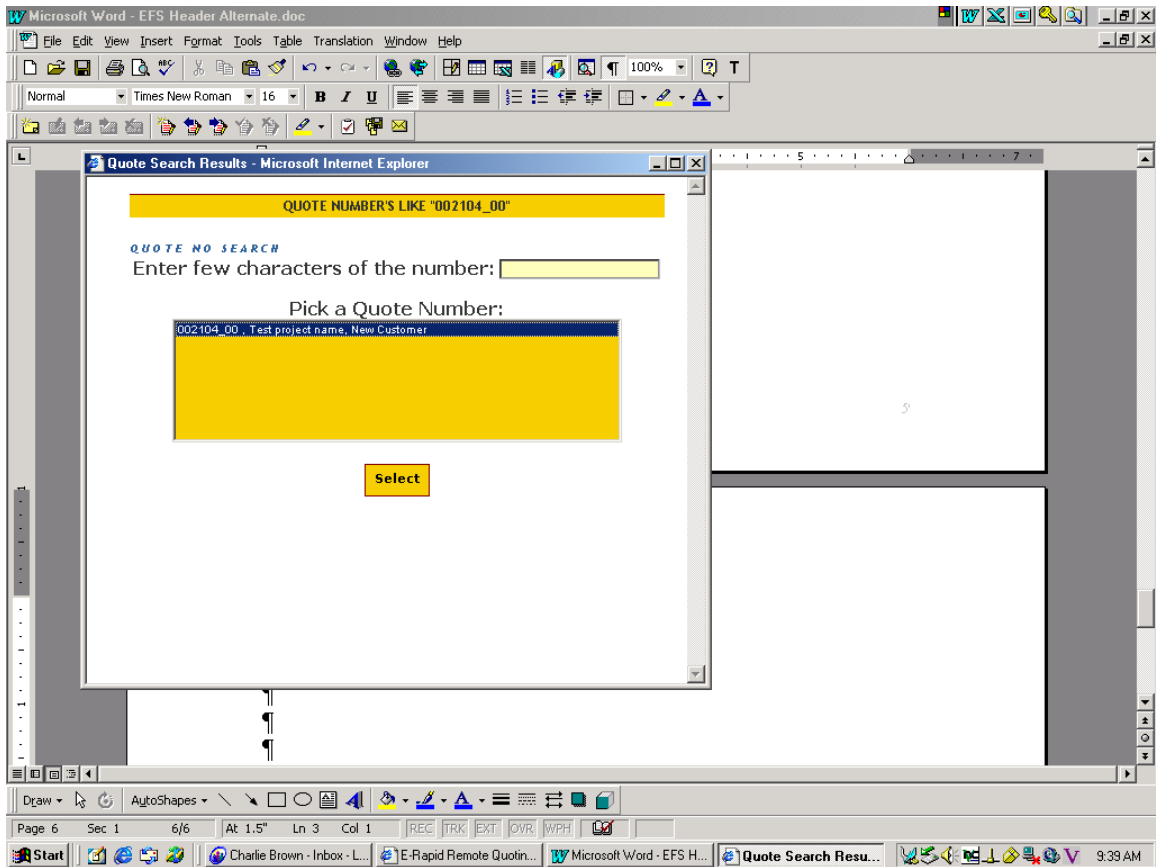 Microsoft Word - EFS Header Alternate.doc
File Edit View Insert Format Tools Table Translation Window Help
100%
Normal Times New Roman 16 B I U
Quote Search Results - Microsoft Internet Explorer
5 7
QUOTE NUMBER'S LIKE "002104_00"
QUOTE NO SEARCH
Enter few characters of the number:
Pick a Quote Number:
002104_00 , Test project name, New Customer
Select
Draw AutoShapes
Page 6 Sec 1 6/6 At 1.5" Ln 3 Col 1 REC TRK EXT OVR WPH
Start Charlie Brown - Inbox - L... E-Rapid Remote Quotin... Microsoft Word - EFS H... Quote Search Resu... 9:39 AM